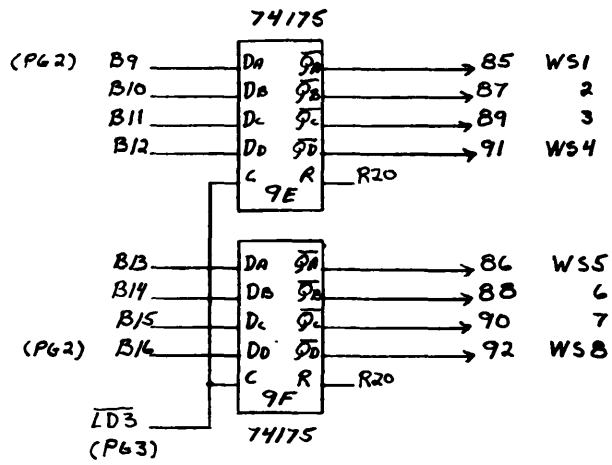 74175
(PG2) B9 DA Q̅A̅ 85 WS1
B10 DB Q̅B̅ 87 2
B11 DC Q̅C̅ 89 3
B12 DD Q̅D̅ 91 WS4
C R R20
9E
B13 DA Q̅A̅ 86 WS5
B14 DB Q̅B̅ 88 6
B15 DC Q̅C̅ 90 7
(PG2) B16 DD Q̅D̅ 92 WS8
C R R20
9F
L̅D̅3̅
(PG3) 74175